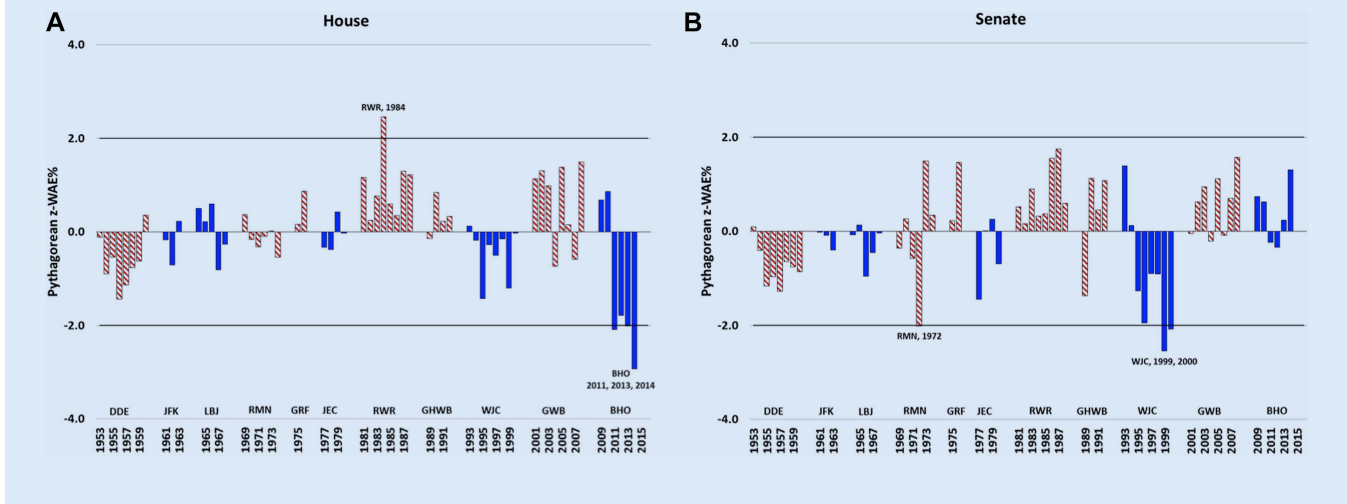 A
House
4.0
2.0
0.0
-2.0
-4.0
Pythagorean z-WAE%
RWR, 1984
BHO
2011, 2013, 2014
DDE JFK LBJ RMN GRF JEC RWR GHWB WJC GWB BHO
1953 1955 1957 1959 1961 1963 1965 1967 1969 1971 1973 1975 1977 1979 1981 1983 1985 1987 1989 1991 1993 1995 1997 1999 2001 2003 2005 2007 2009 2011 2013 2015
B
Senate
4.0
2.0
0.0
-2.0
-4.0
Pythagorean z-WAE%
RMN, 1972
WJC, 1999, 2000
DDE JFK LBJ RMN GRF JEC RWR GHWB WJC GWB BHO
1953 1955 1957 1959 1961 1963 1965 1967 1969 1971 1973 1975 1977 1979 1981 1983 1985 1987 1989 1991 1993 1995 1997 1999 2001 2003 2005 2007 2009 2011 2013 2015